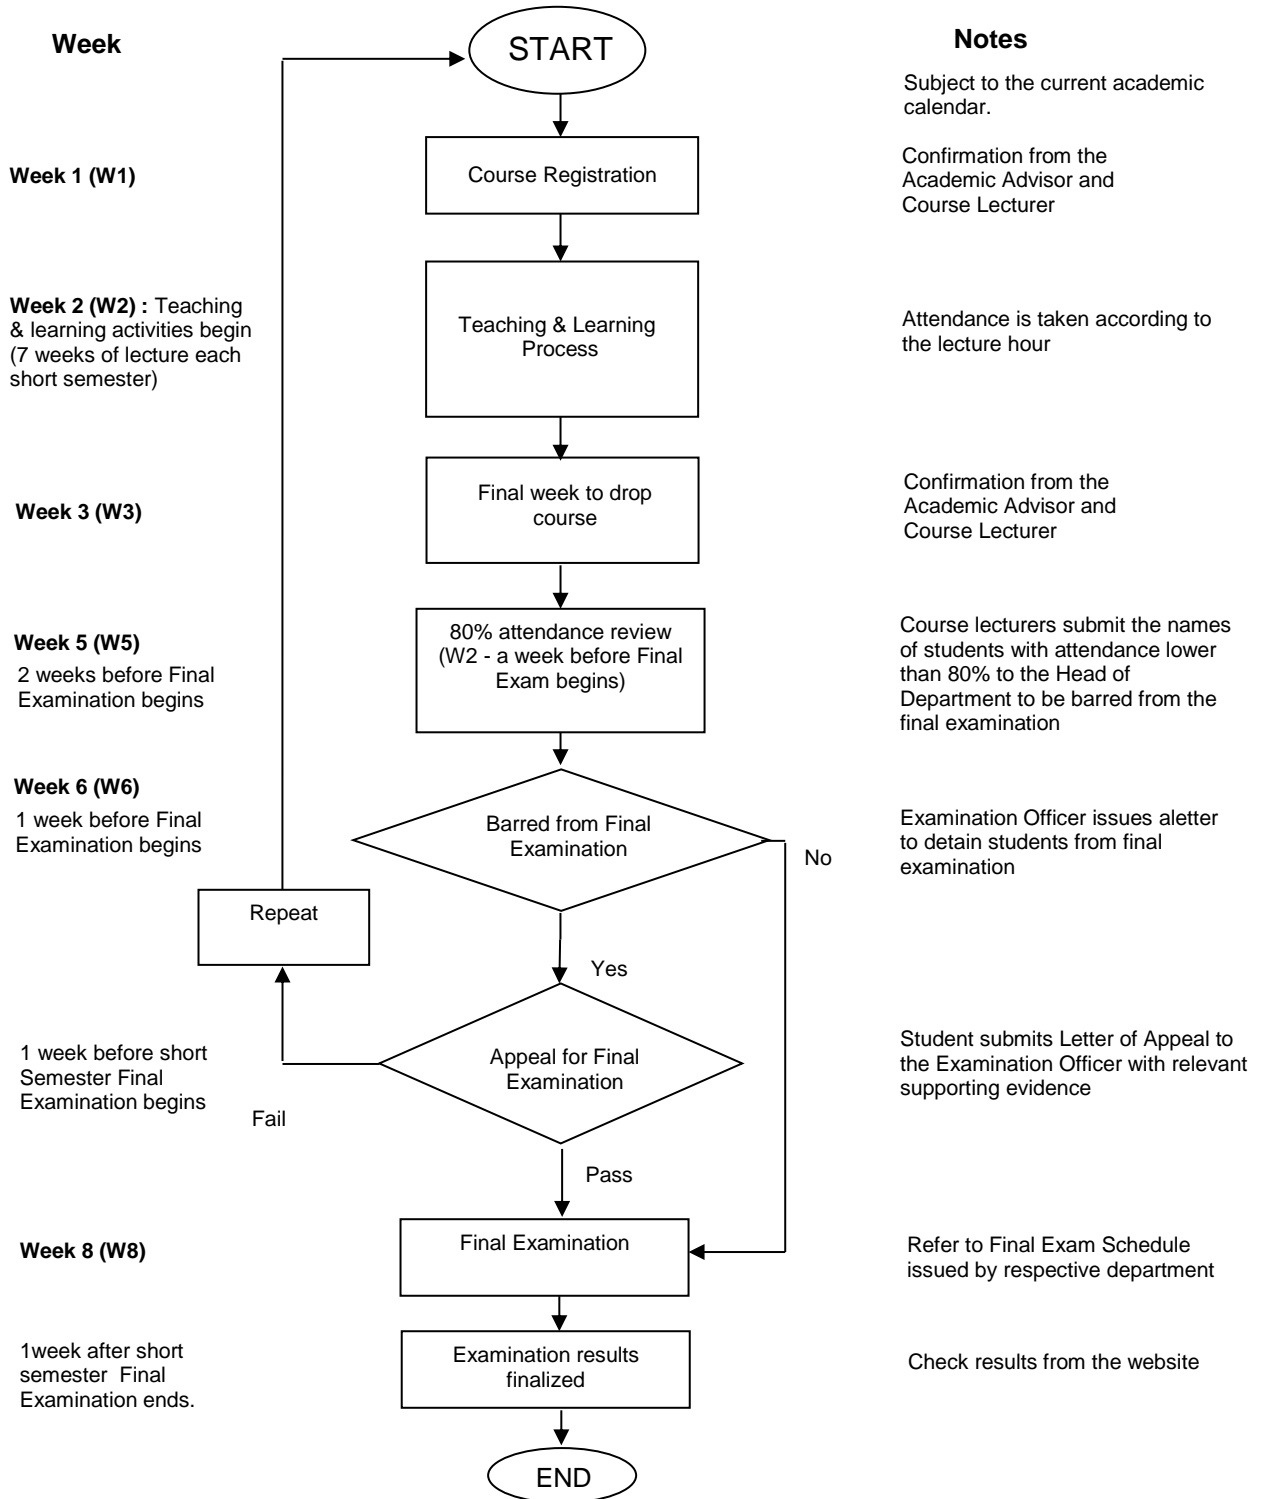 Week
START
Notes
Subject to the current academic
calendar.
Week 1 (W1)
Course Registration
Confirmation from the
Academic Advisor and
Course Lecturer
Week 2 (W2) : Teaching
& learning activities begin
(7 weeks of lecture each
short semester)
Teaching & Learning
Process
Attendance is taken according to
the lecture hour
Week 3 (W3)
Final week to drop
course
Confirmation from the
Academic Advisor and
Course Lecturer
Week 5 (W5)
2 weeks before Final
Examination begins
80% attendance review
(W2 - a week before Final
Exam begins)
Course lecturers submit the names
of students with attendance lower
than 80% to the Head of
Department to be barred from the
final examination
Week 6 (W6)
1 week before Final
Examination begins
Barred from Final
Examination
Examination Officer issues aletter
to detain students from final
examination
No
Repeat
Yes
1 week before short
Semester Final
Examination begins
Appeal for Final
Examination
Student submits Letter of Appeal to
the Examination Officer with relevant
supporting evidence
Fail
Pass
Week 8 (W8)
Final Examination
Refer to Final Exam Schedule
issued by respective department
1week after short
semester  Final
Examination ends.
Examination results
finalized
Check results from the website
END